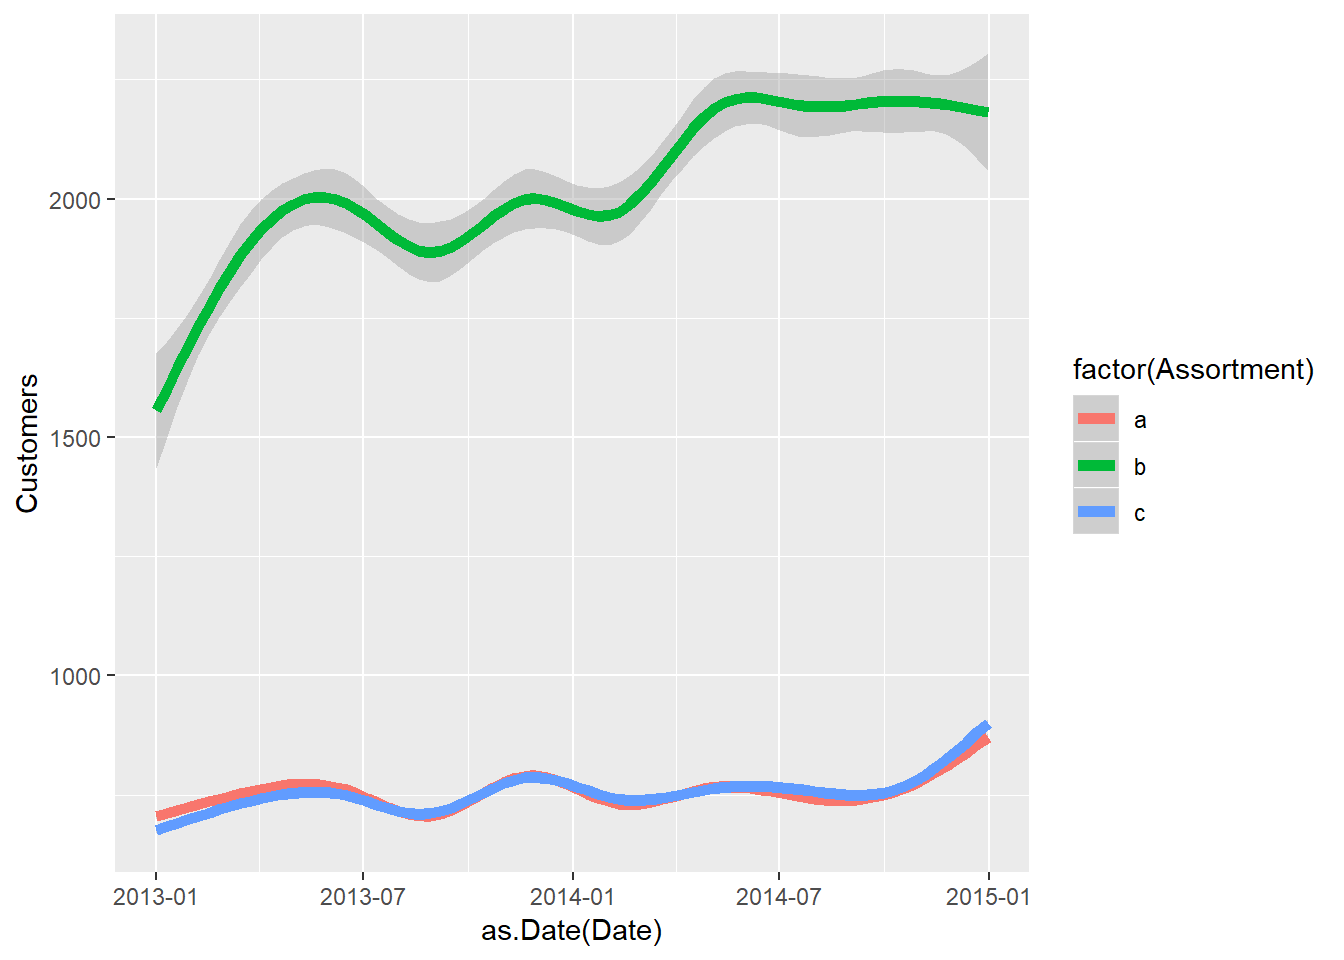 2000
1500
1000
Customers
2013-01
2013-07
2014-01
2014-07
2015-01
as.Date(Date)
factor(Assortment)
a
b
c